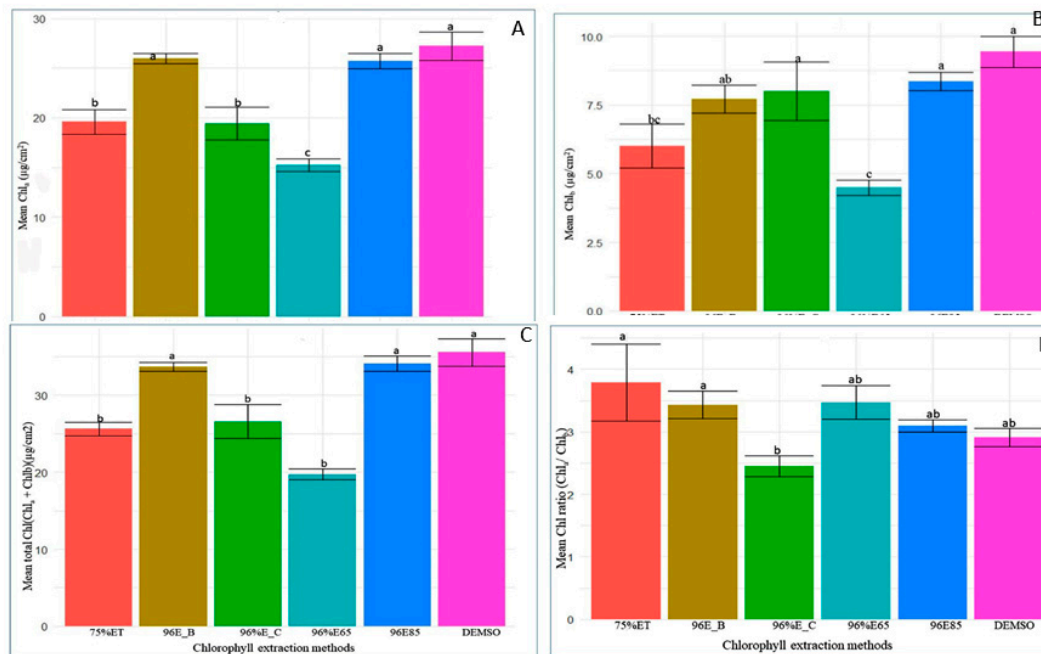 A
30
20
10
0
Mean Chla (µg/cm²)
b
a
b
c
a
a
B
10.0
7.5
5.0
2.5
0.0
Mean Chlb (µg/cm²)
bc
ab
a
c
a
a
C
30
20
10
0
Mean total Chl(Chla + Chlb)(µg/cm2)
b
a
b
b
a
a
75%ET 96E_B 96%E_C 96%E65 96E85 DEMSO
Chlorophyll extraction methods
4
3
2
1
0
Mean Chl ratio (Chla/ Chlb)
a
a
b
ab
ab
ab
75%ET 96E_B 96%E_C 96%E65 96E85 DEMSO
Chlorophyll extraction methods